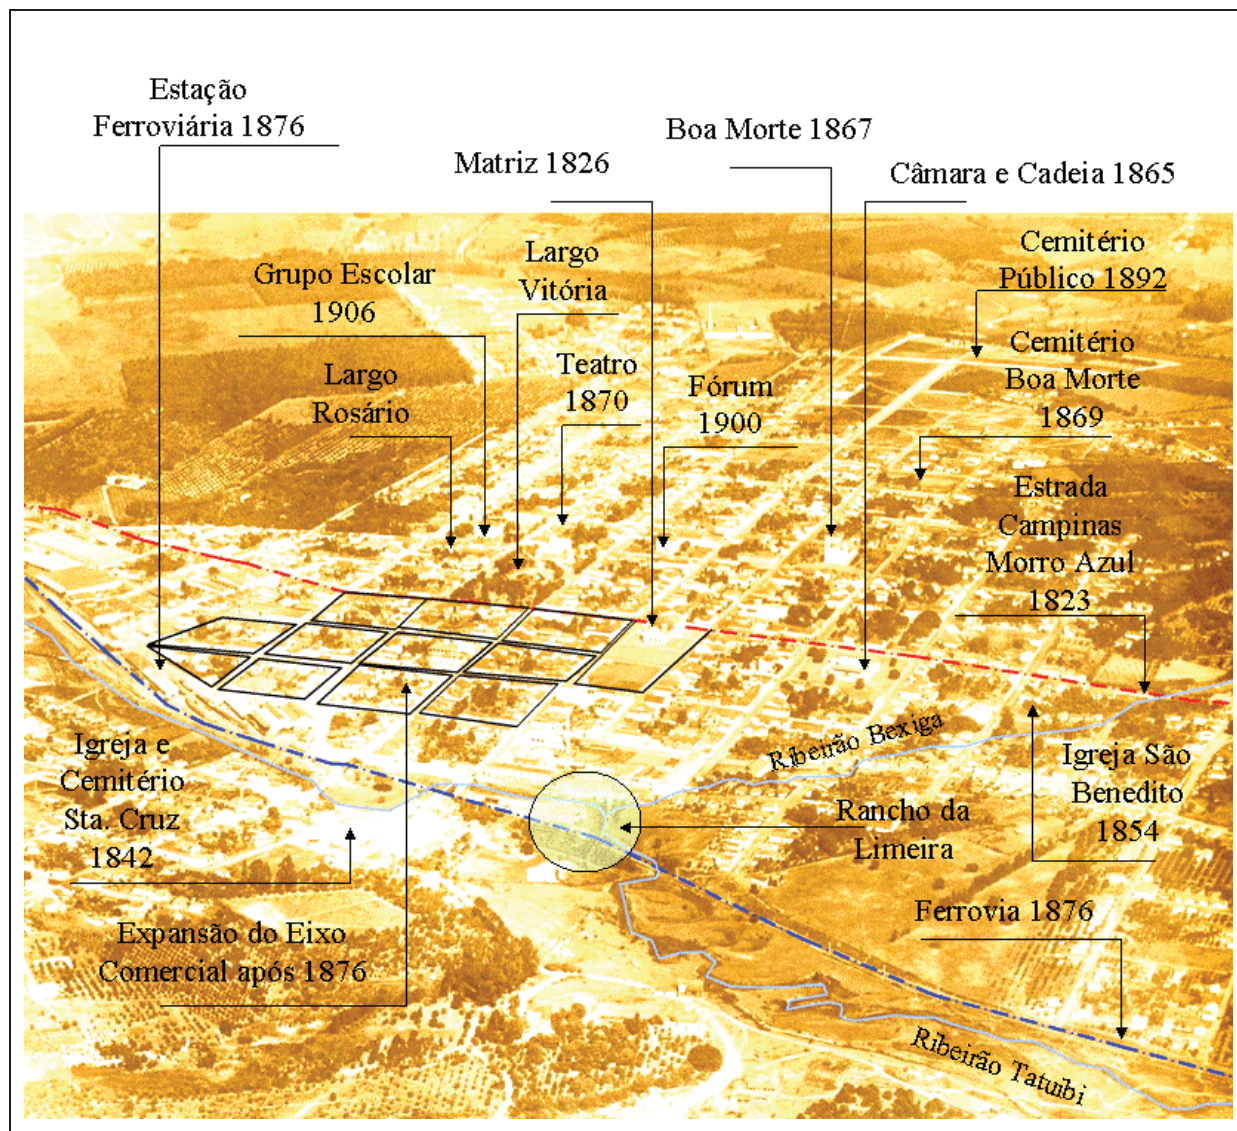 Estação
Ferroviária 1876
Boa Morte 1867
Matriz 1826
Câmara e Cadeia 1865
Largo
Vitória
Cemitério
Público 1892
Grupo Escolar
1906
Cemitério
Boa Morte
1869
Teatro
1870
Largo
Rosário
Fórum
1900
Estrada
Campinas
Morro Azul
1823
Ribeirão Bexiga
Igreja e
Cemitério
Sta. Cruz
1842
Igreja São
Benedito
1854
Rancho da
Limeira
Expansão do Eixo
Comercial após 1876
Ferrovia 1876
Ribeirão Tatuibi